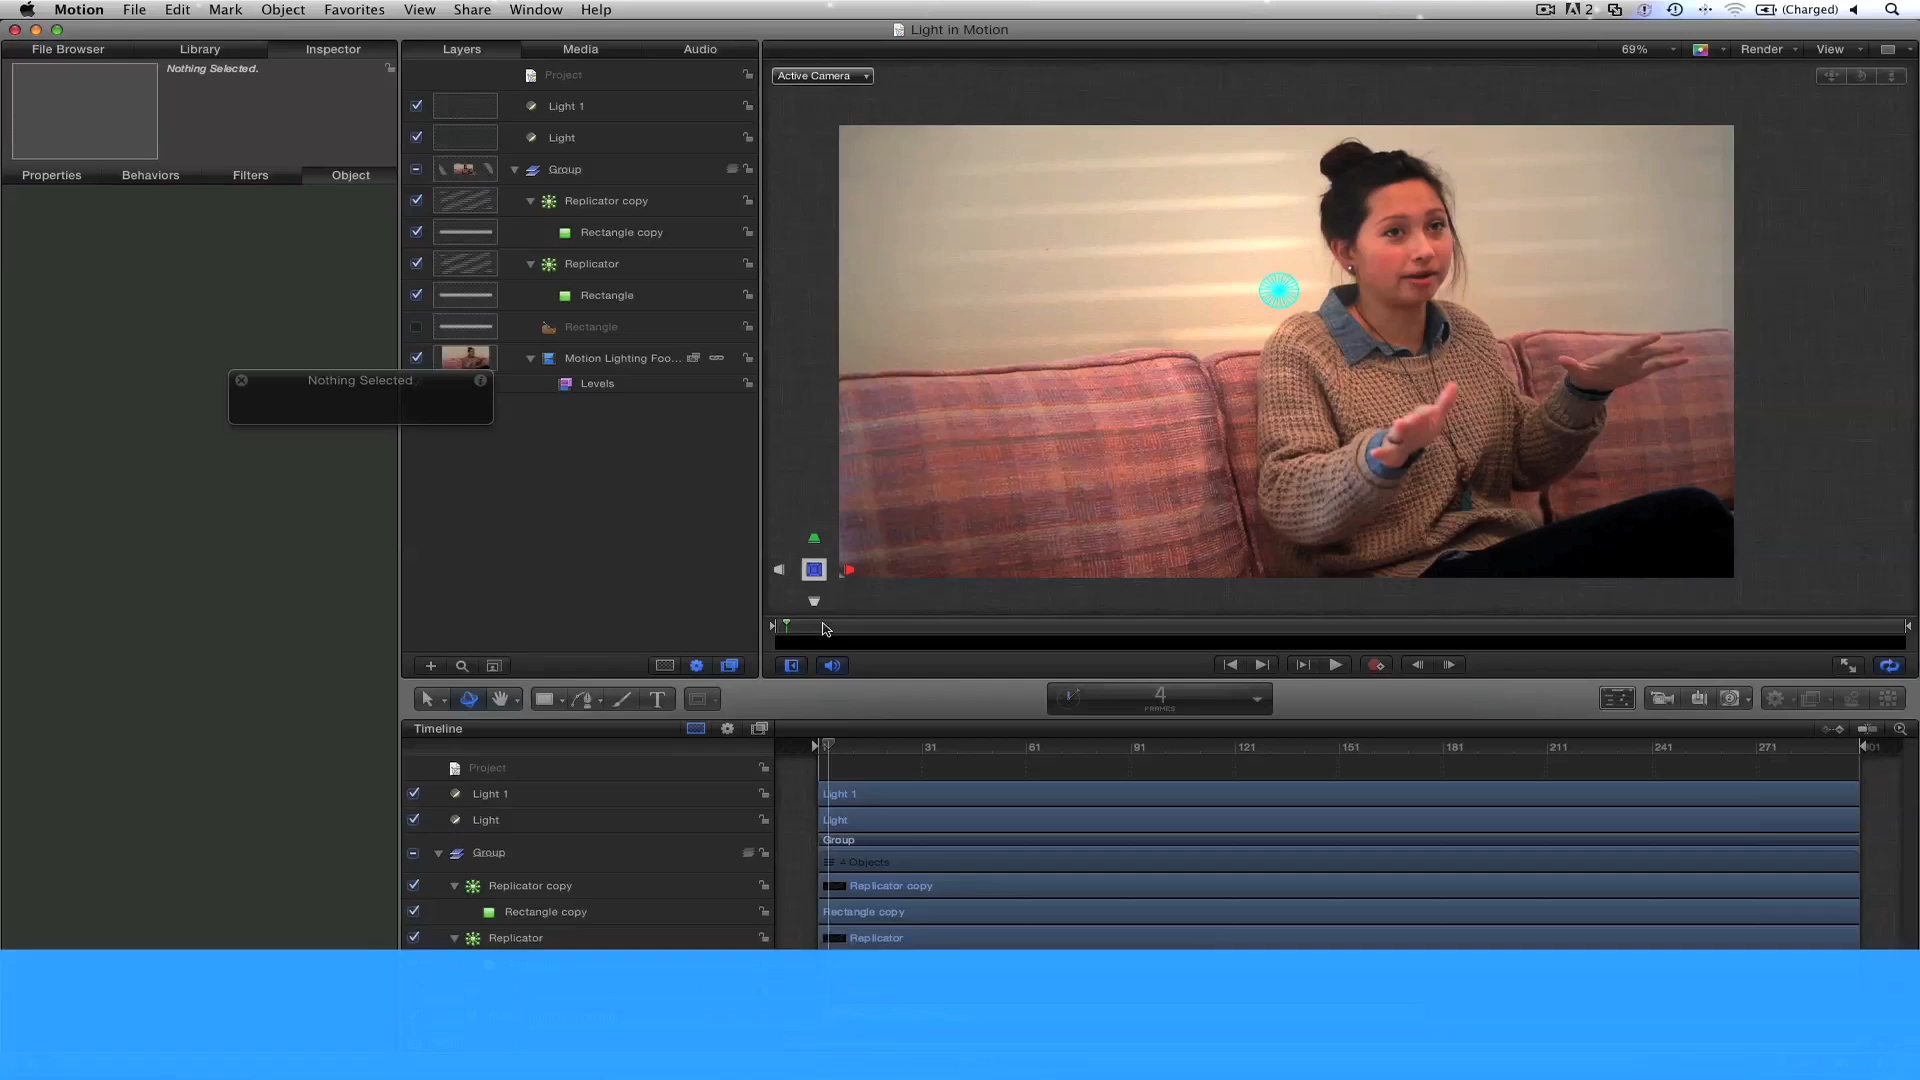 Motion File Edit Mark Object Favorites View Share Window Help
2 (Charged)
Light in Motion
File Browser Library Inspector
Layers Media Audio
69% Render View
Nothing Selected.
Properties Behaviors Filters Object
Project
Light 1
Light
Group
Replicator copy
Rectangle copy
Replicator
Rectangle
Rectangle
Motion Lighting Foo...
Levels
Nothing Selected
Active Camera
T
4
FRAMES
Timeline
31 61 91 121 151 181 211 241 271
Project
Light 1
Light
Group
Replicator copy
Rectangle copy
Replicator
Light 1
Light
Group
4 Objects
Replicator copy
Rectangle copy
Replicator